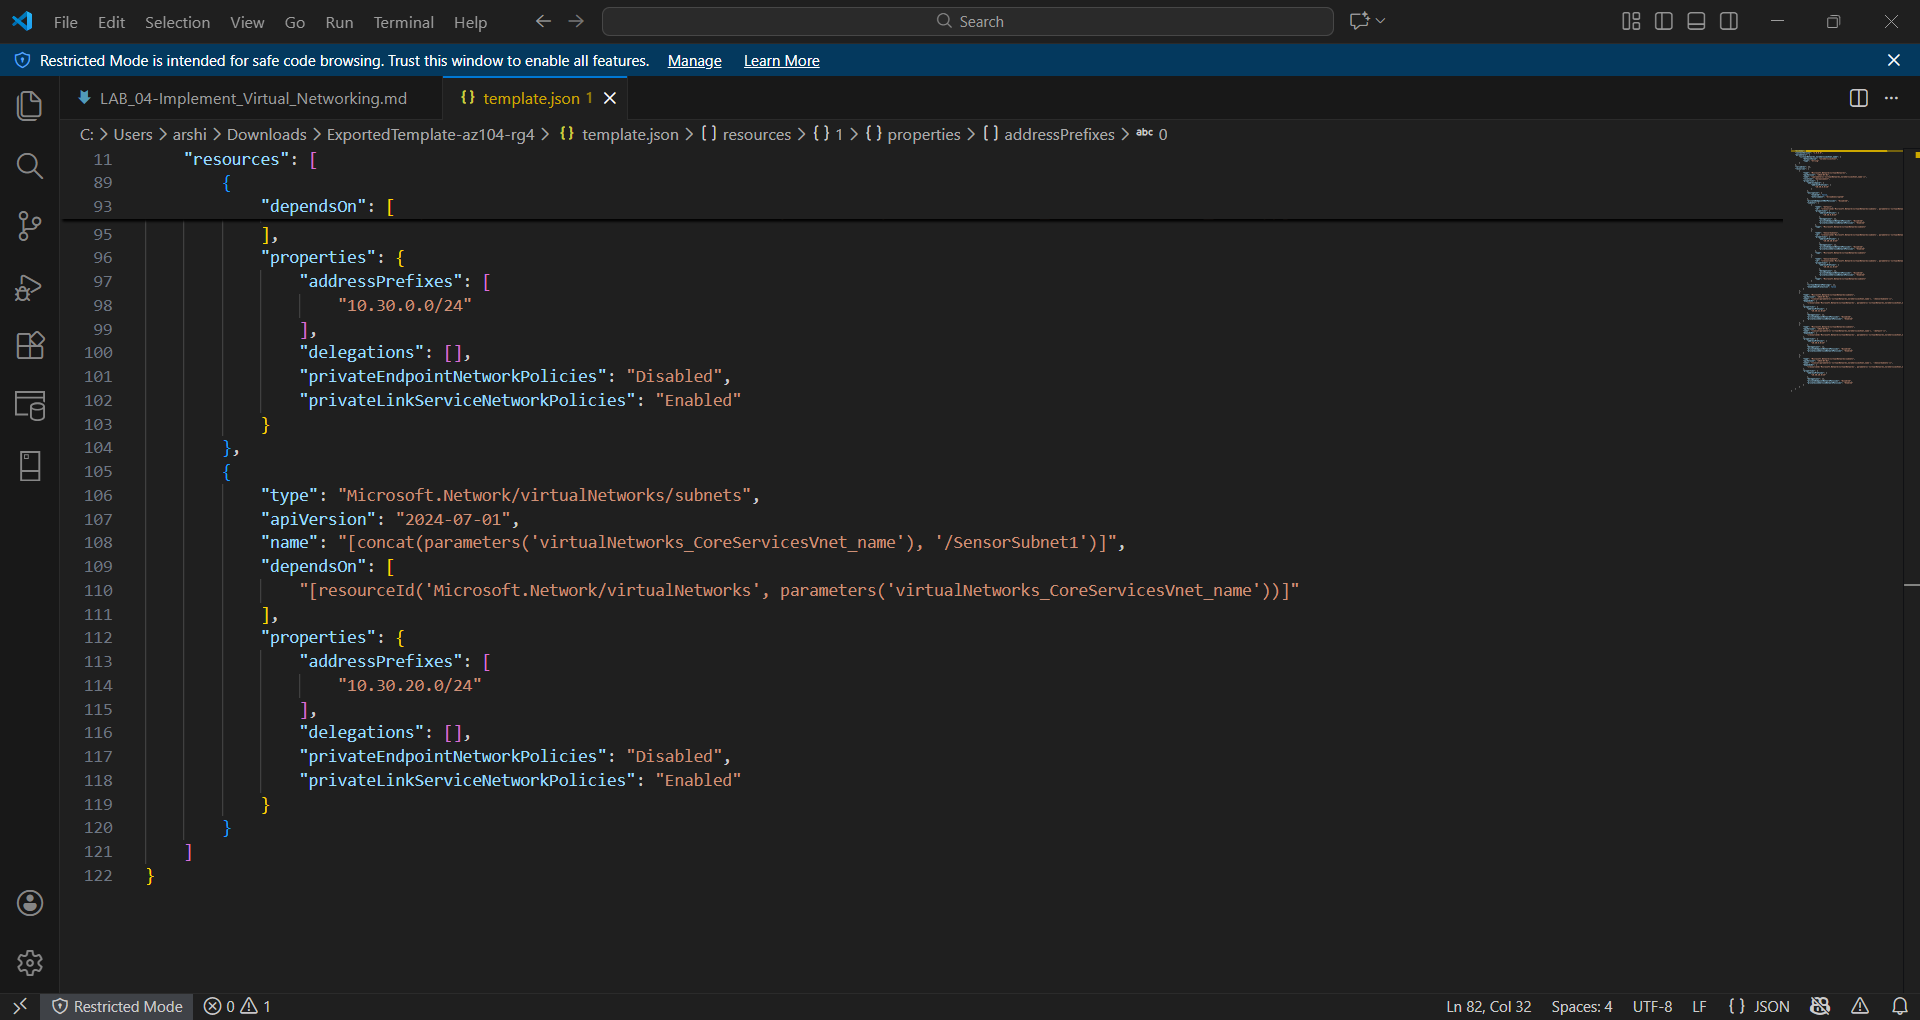 File Edit Selection View Go Run Terminal Help Search
Restricted Mode is intended for safe code browsing. Trust this window to enable all features. Manage Learn More
LAB_04-Implement_Virtual_Networking.md {} template.json 1
C: > Users > arshi > Downloads > ExportedTemplate-az104-rg4 > {} template.json > [ ] resources > {} 1 > {} properties > [ ] addressPrefixes > abc 0
11 "resources": [
89 {
93 "dependsOn": [
95 ],
96 "properties": {
97 "addressPrefixes": [
98 "10.30.0.0/24"
99 ],
100 "delegations": [],
101 "privateEndpointNetworkPolicies": "Disabled",
102 "privateLinkServiceNetworkPolicies": "Enabled"
103 }
104 },
105 {
106 "type": "Microsoft.Network/virtualNetworks/subnets",
107 "apiVersion": "2024-07-01",
108 "name": "[concat(parameters('virtualNetworks_CoreServicesVnet_name'), '/SensorSubnet1')]",
109 "dependsOn": [
110 "[resourceId('Microsoft.Network/virtualNetworks', parameters('virtualNetworks_CoreServicesVnet_name'))]"
111 ],
112 "properties": {
113 "addressPrefixes": [
114 "10.30.20.0/24"
115 ],
116 "delegations": [],
117 "privateEndpointNetworkPolicies": "Disabled",
118 "privateLinkServiceNetworkPolicies": "Enabled"
119 }
120 }
121 ]
122 }
Restricted Mode 0 1 Ln 82, Col 32 Spaces: 4 UTF-8 LF {} JSON